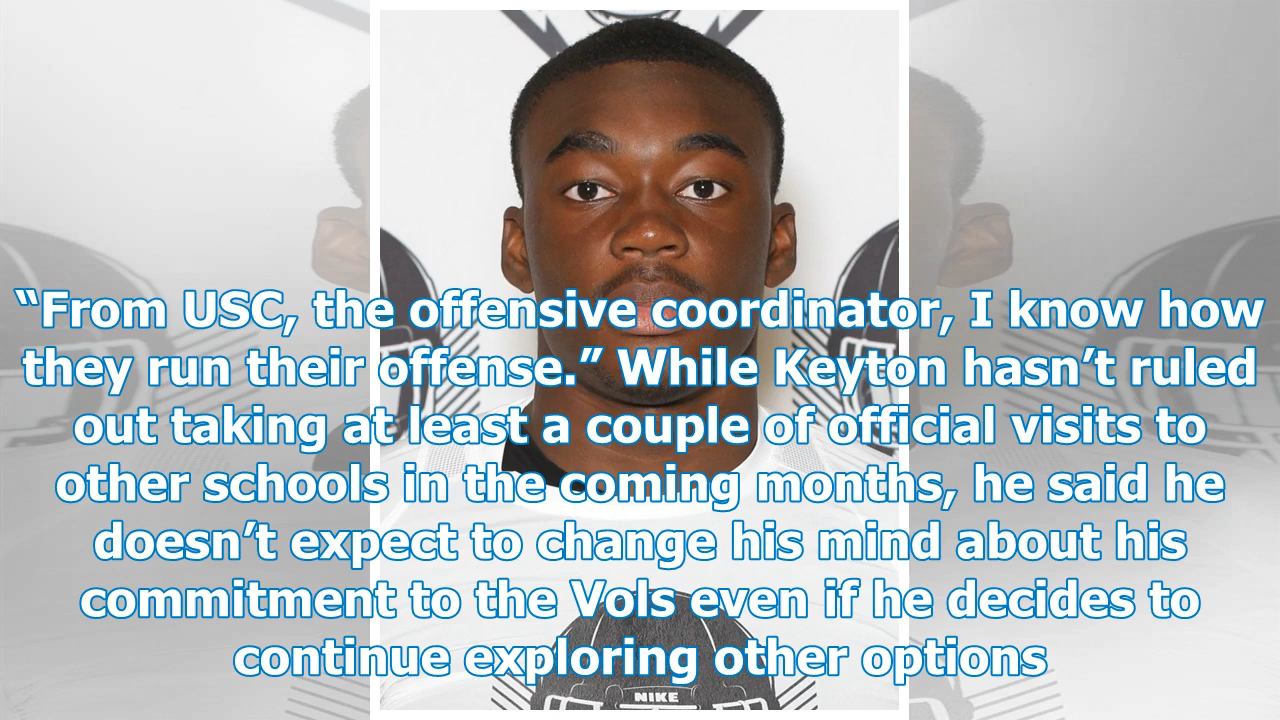 “From USC, the offensive coordinator, I know how
they run their offense.” While Keyton hasn’t ruled
out taking at least a couple of official visits to
other schools in the coming months, he said he
doesn’t expect to change his mind about his
commitment to the Vols even if he decides to
continue exploring other options
NIKE